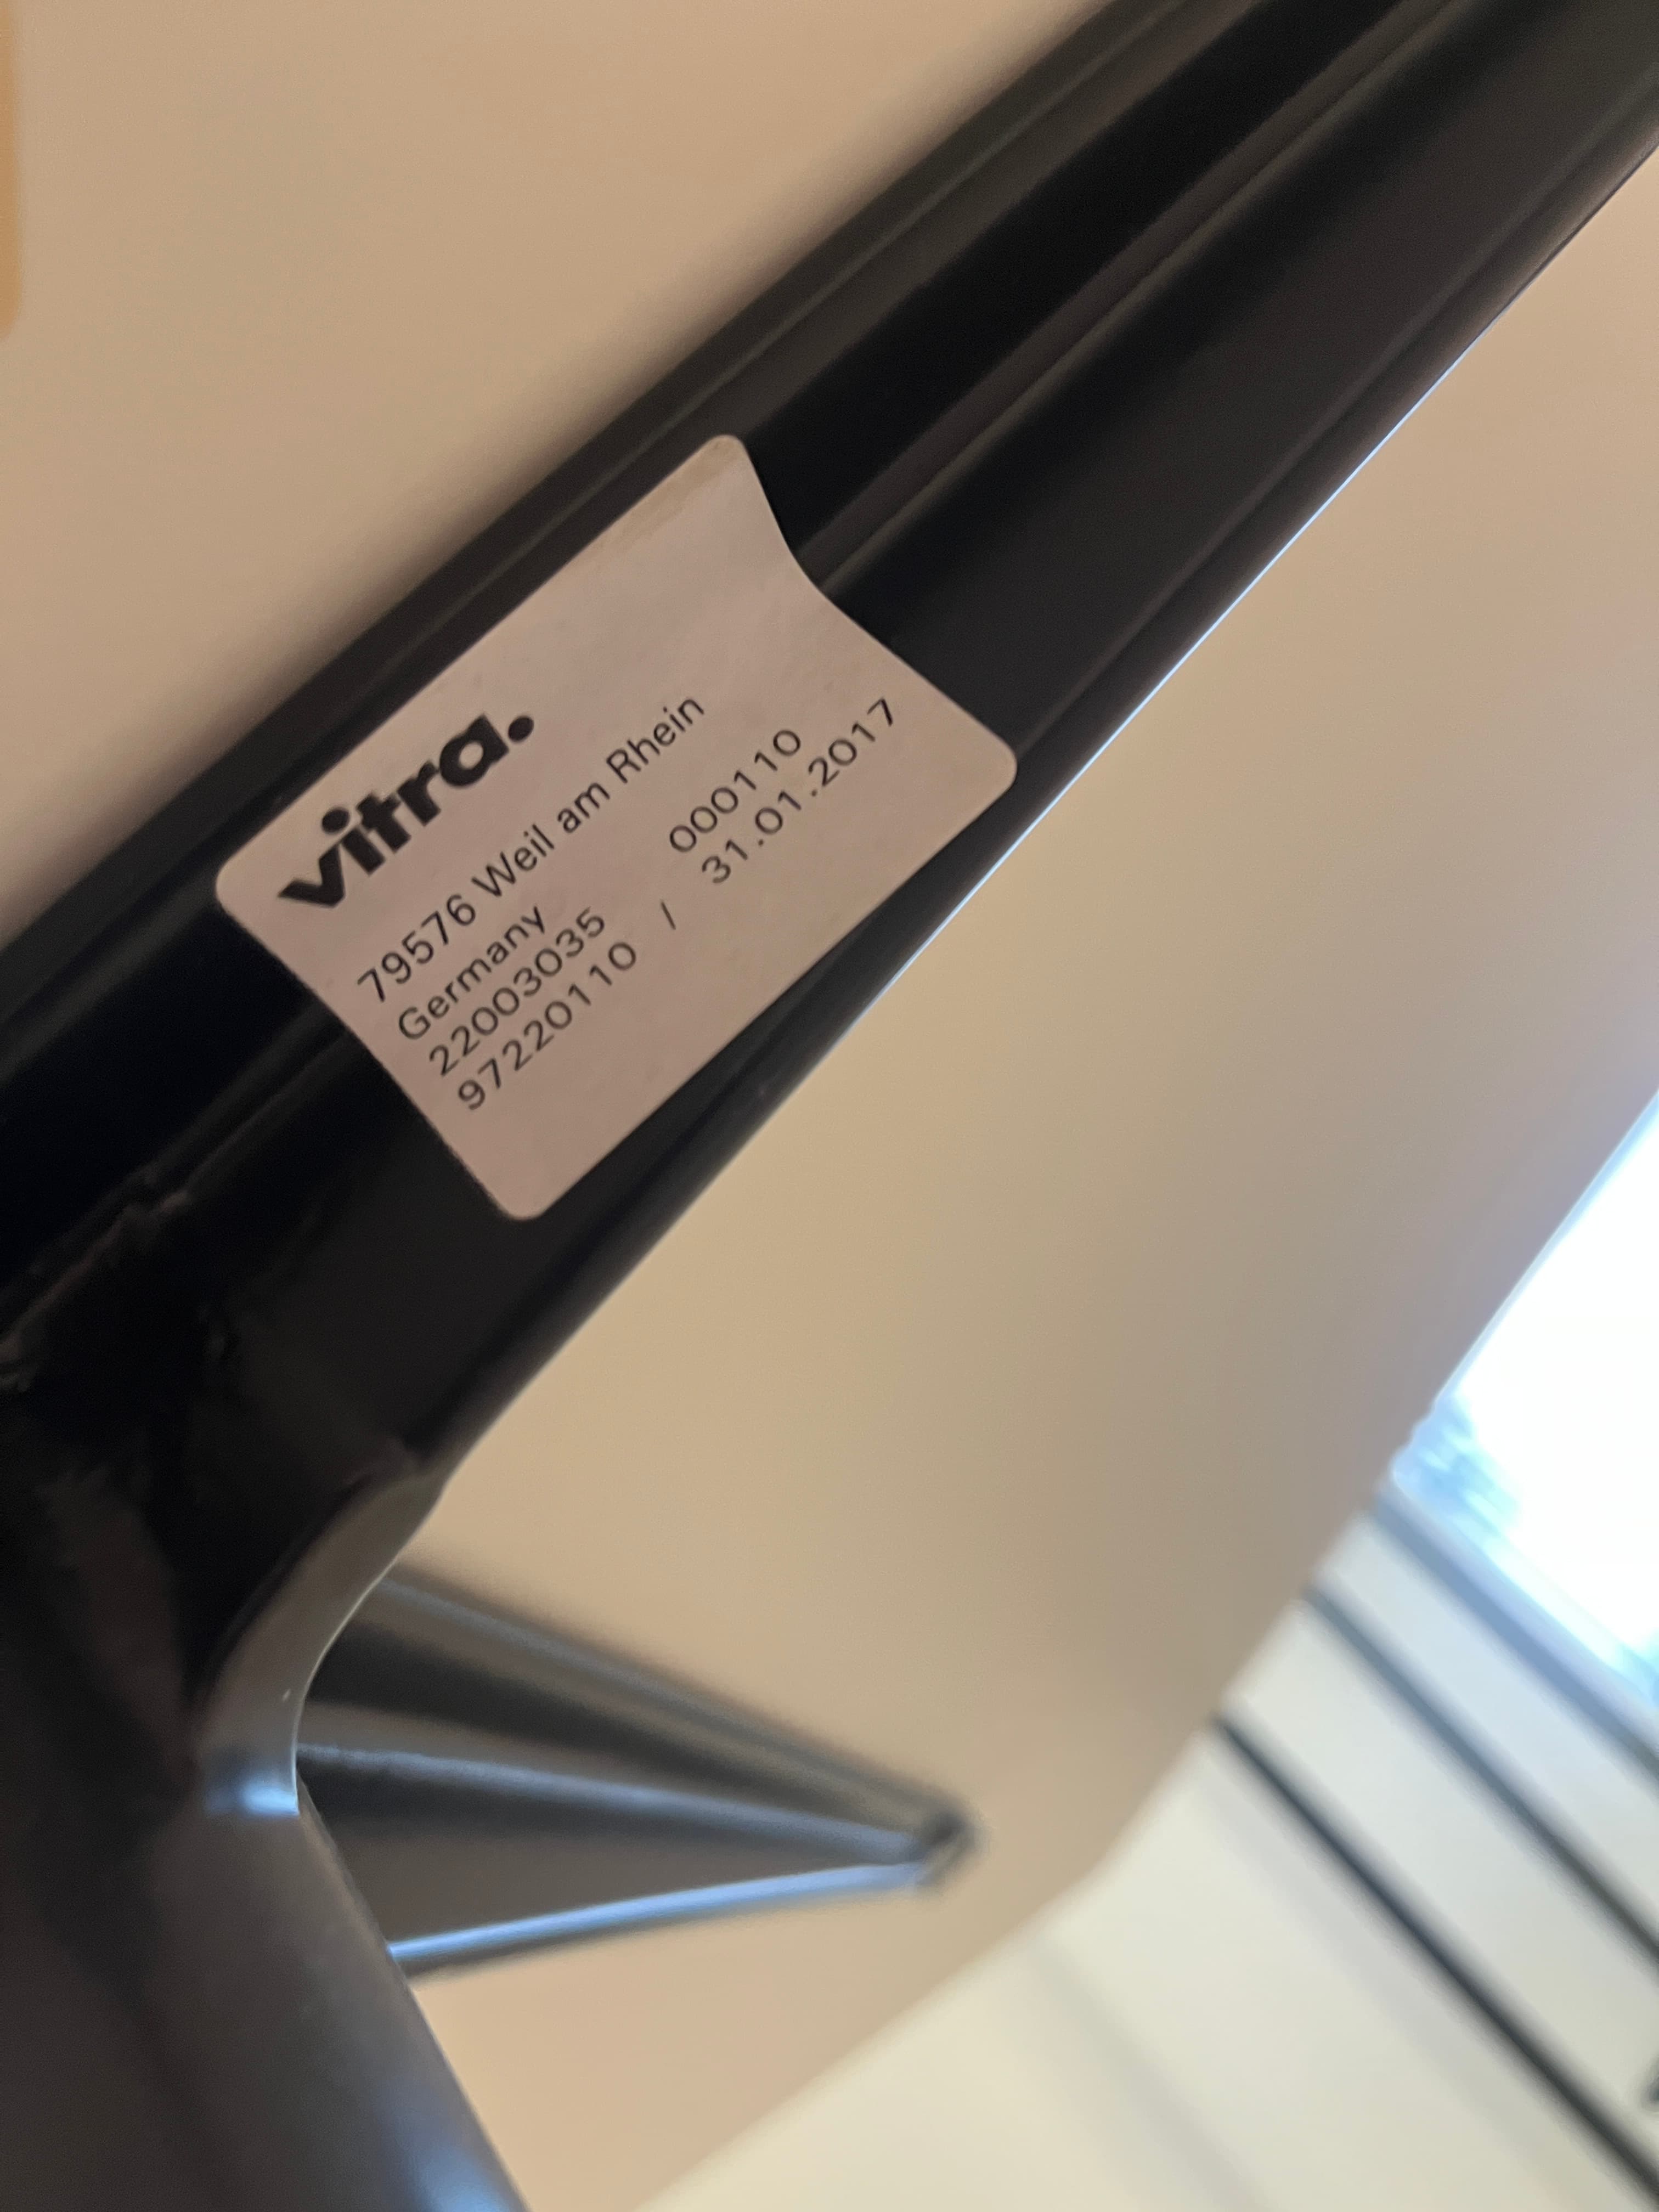 vitra.
79576 Weil am Rhein
Germany
22003035 000110
97220110 / 31.01.2017